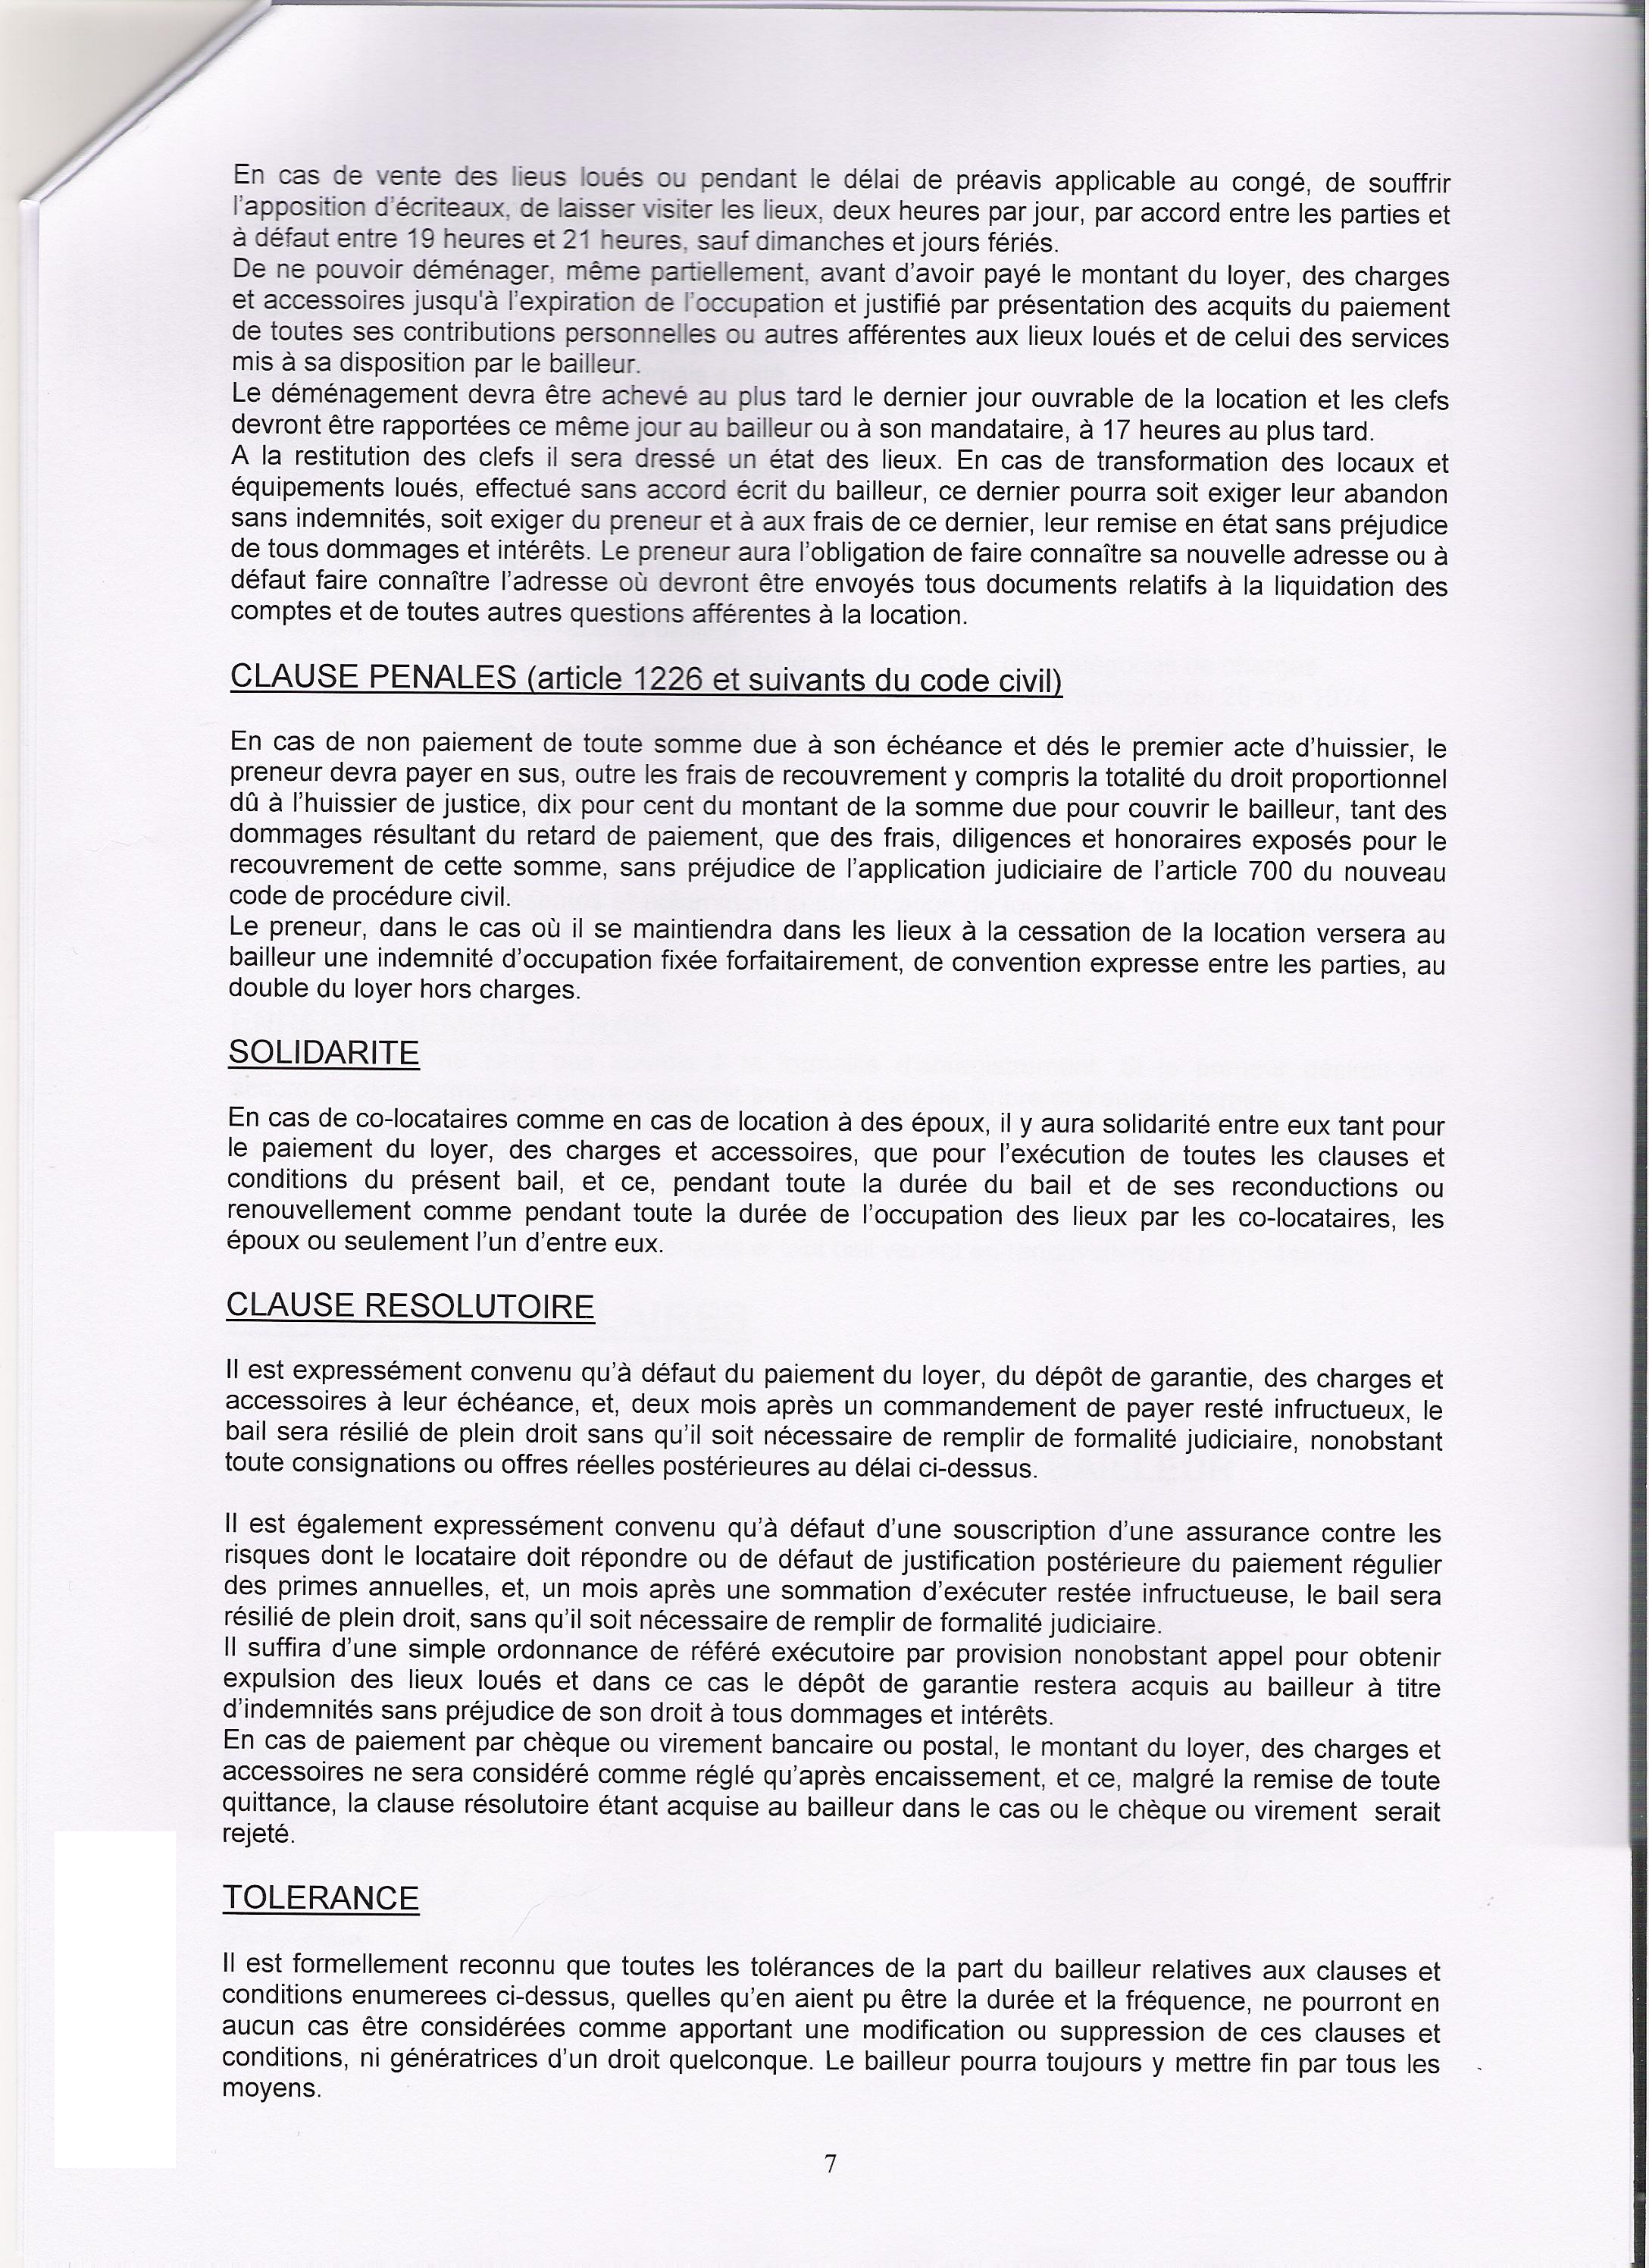 En cas de vente des lieus loués ou pendant le délai de préavis applicable au congé, de souffrir
l'apposition d'écriteaux, de laisser visiter les lieux, deux heures par jour, par accord entre les parties et
à défaut entre 19 heures et 21 heures, sauf dimanches et jours fériés.
De ne pouvoir déménager, même partiellement, avant d'avoir payé le montant du loyer, des charges
et accessoires jusqu'à l'expiration de l'occupation et justifié par présentation des acquits du paiement
de toutes ses contributions personnelles ou autres afférentes aux lieux loués et de celui des services
mis à sa disposition par le bailleur.
Le déménagement devra être achevé au plus tard le dernier jour ouvrable de la location et les clefs
devront être rapportées ce même jour au bailleur ou à son mandataire, à 17 heures au plus tard.
A la restitution des clefs il sera dressé un état des lieux. En cas de transformation des locaux et
équipements loués, effectué sans accord écrit du bailleur, ce dernier pourra soit exiger leur abandon
sans indemnités, soit exiger du preneur et à aux frais de ce dernier, leur remise en état sans préjudice
de tous dommages et intérêts. Le preneur aura l'obligation de faire connaître sa nouvelle adresse ou à
défaut faire connaître l'adresse où devront être envoyés tous documents relatifs à la liquidation des
comptes et de toutes autres questions afférentes à la location.
CLAUSE PENALES (article 1226 et suivants du code civil)
En cas de non paiement de toute somme due à son échéance et dés le premier acte d'huissier, le
preneur devra payer en sus, outre les frais de recouvrement y compris la totalité du droit proportionnel
dû à l'huissier de justice, dix pour cent du montant de la somme due pour couvrir le bailleur, tant des
dommages résultant du retard de paiement, que des frais, diligences et honoraires exposés pour le
recouvrement de cette somme, sans préjudice de l'application judiciaire de l'article 700 du nouveau
code de procédure civil.
Le preneur, dans le cas où il se maintiendra dans les lieux à la cessation de la location versera au
bailleur une indemnité d'occupation fixée forfaitairement, de convention expresse entre les parties, au
double du loyer hors charges.
SOLIDARITE
En cas de co-locataires comme en cas de location à des époux, il y aura solidarité entre eux tant pour
le paiement du loyer, des charges et accessoires, que pour l'exécution de toutes les clauses et
conditions du présent bail, et ce, pendant toute la durée du bail et de ses reconductions ou
renouvellement comme pendant toute la durée de l'occupation des lieux par les co-locataires, les
époux ou seulement l'un d'entre eux.
CLAUSE RESOLUTOIRE
Il est expressément convenu qu'à défaut du paiement du loyer, du dépôt de garantie, des charges et
accessoires à leur échéance, et, deux mois après un commandement de payer resté infructueux, le
bail sera résilié de plein droit sans qu'il soit nécessaire de remplir de formalité judiciaire, nonobstant
toute consignations ou offres réelles postérieures au délai ci-dessus.
Il est également expressément convenu qu'à défaut d'une souscription d'une assurance contre les
risques dont le locataire doit répondre ou de défaut de justification postérieure du paiement régulier
des primes annuelles, et, un mois après une sommation d'exécuter restée infructueuse, le bail sera
résilié de plein droit, sans qu'il soit nécessaire de remplir de formalité judiciaire.
Il suffira d'une simple ordonnance de référé exécutoire par provision nonobstant appel pour obtenir
expulsion des lieux loués et dans ce cas le dépôt de garantie restera acquis au bailleur à titre
d'indemnités sans préjudice de son droit à tous dommages et intérêts.
En cas de paiement par chèque ou virement bancaire ou postal, le montant du loyer, des charges et
accessoires ne sera considéré comme réglé qu'après encaissement, et ce, malgré la remise de toute
quittance, la clause résolutoire étant acquise au bailleur dans le cas ou le chèque ou virement serait
rejeté.
TOLERANCE
Il est formellement reconnu que toutes les tolérances de la part du bailleur relatives aux clauses et
conditions enumerees ci-dessus, quelles qu'en aient pu être la durée et la fréquence, ne pourront en
aucun cas être considérées comme apportant une modification ou suppression de ces clauses et
conditions, ni génératrices d'un droit quelconque. Le bailleur pourra toujours y mettre fin par tous les
moyens.
7